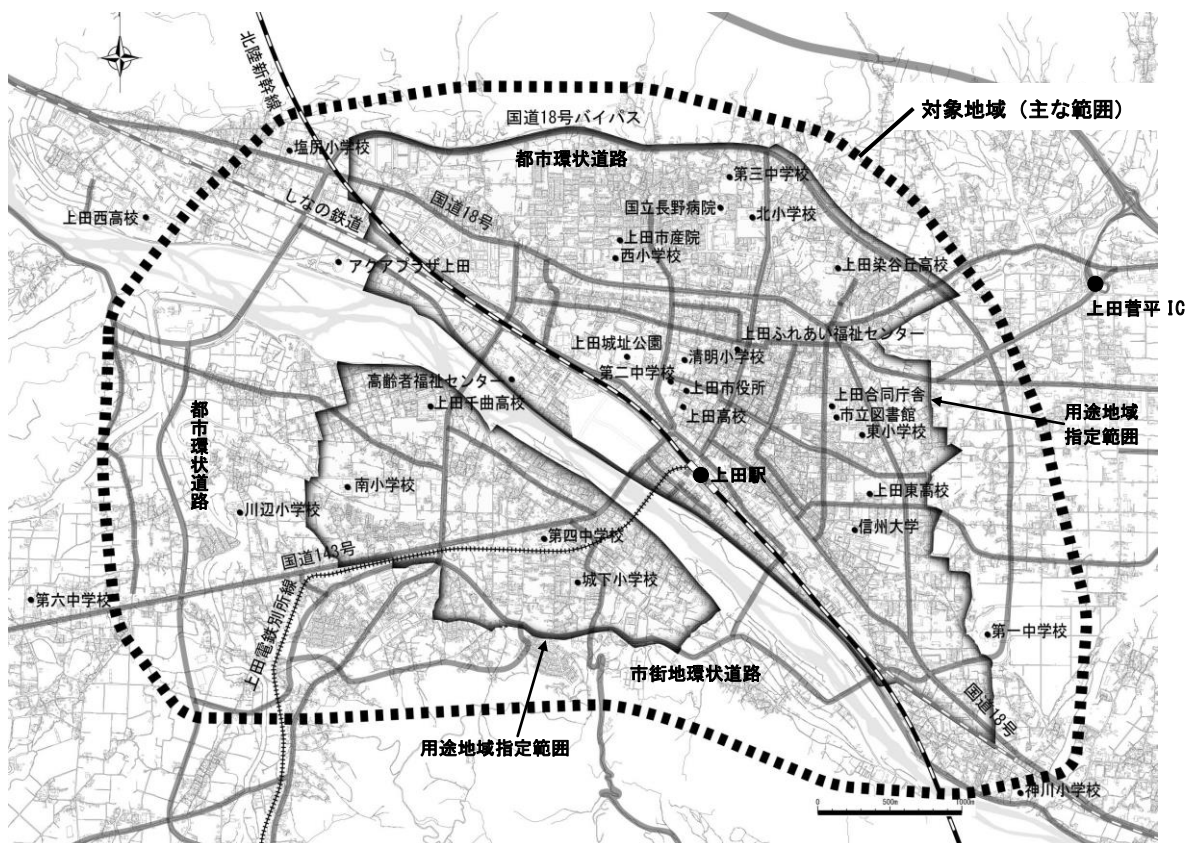 北陸新幹線
対象地域（主な範囲）
国道18号バイパス
都市環状道路
塩尻小学校
第三中学校
国道18号
国立長野病院
北小学校
上田西高校
しなの鉄道
上田市産院
西小学校
アクアプラザ上田
上田染谷丘高校
上田菅平IC
上田ふれあい福祉センター
上田城址公園
清明小学校
高齢者福祉センター
第二中学校
上田市役所
上田千曲高校
上田高校
上田合同庁舎
市立図書館
東小学校
用途地域
指定範囲
都市環状道路
上田駅
南小学校
上田東高校
川辺小学校
信州大学
国道143号
第四中学校
城下小学校
第六中学校
上田電鉄別所線
第一中学校
市街地環状道路
国道18号
用途地域指定範囲
神川小学校
0 500m 1000m